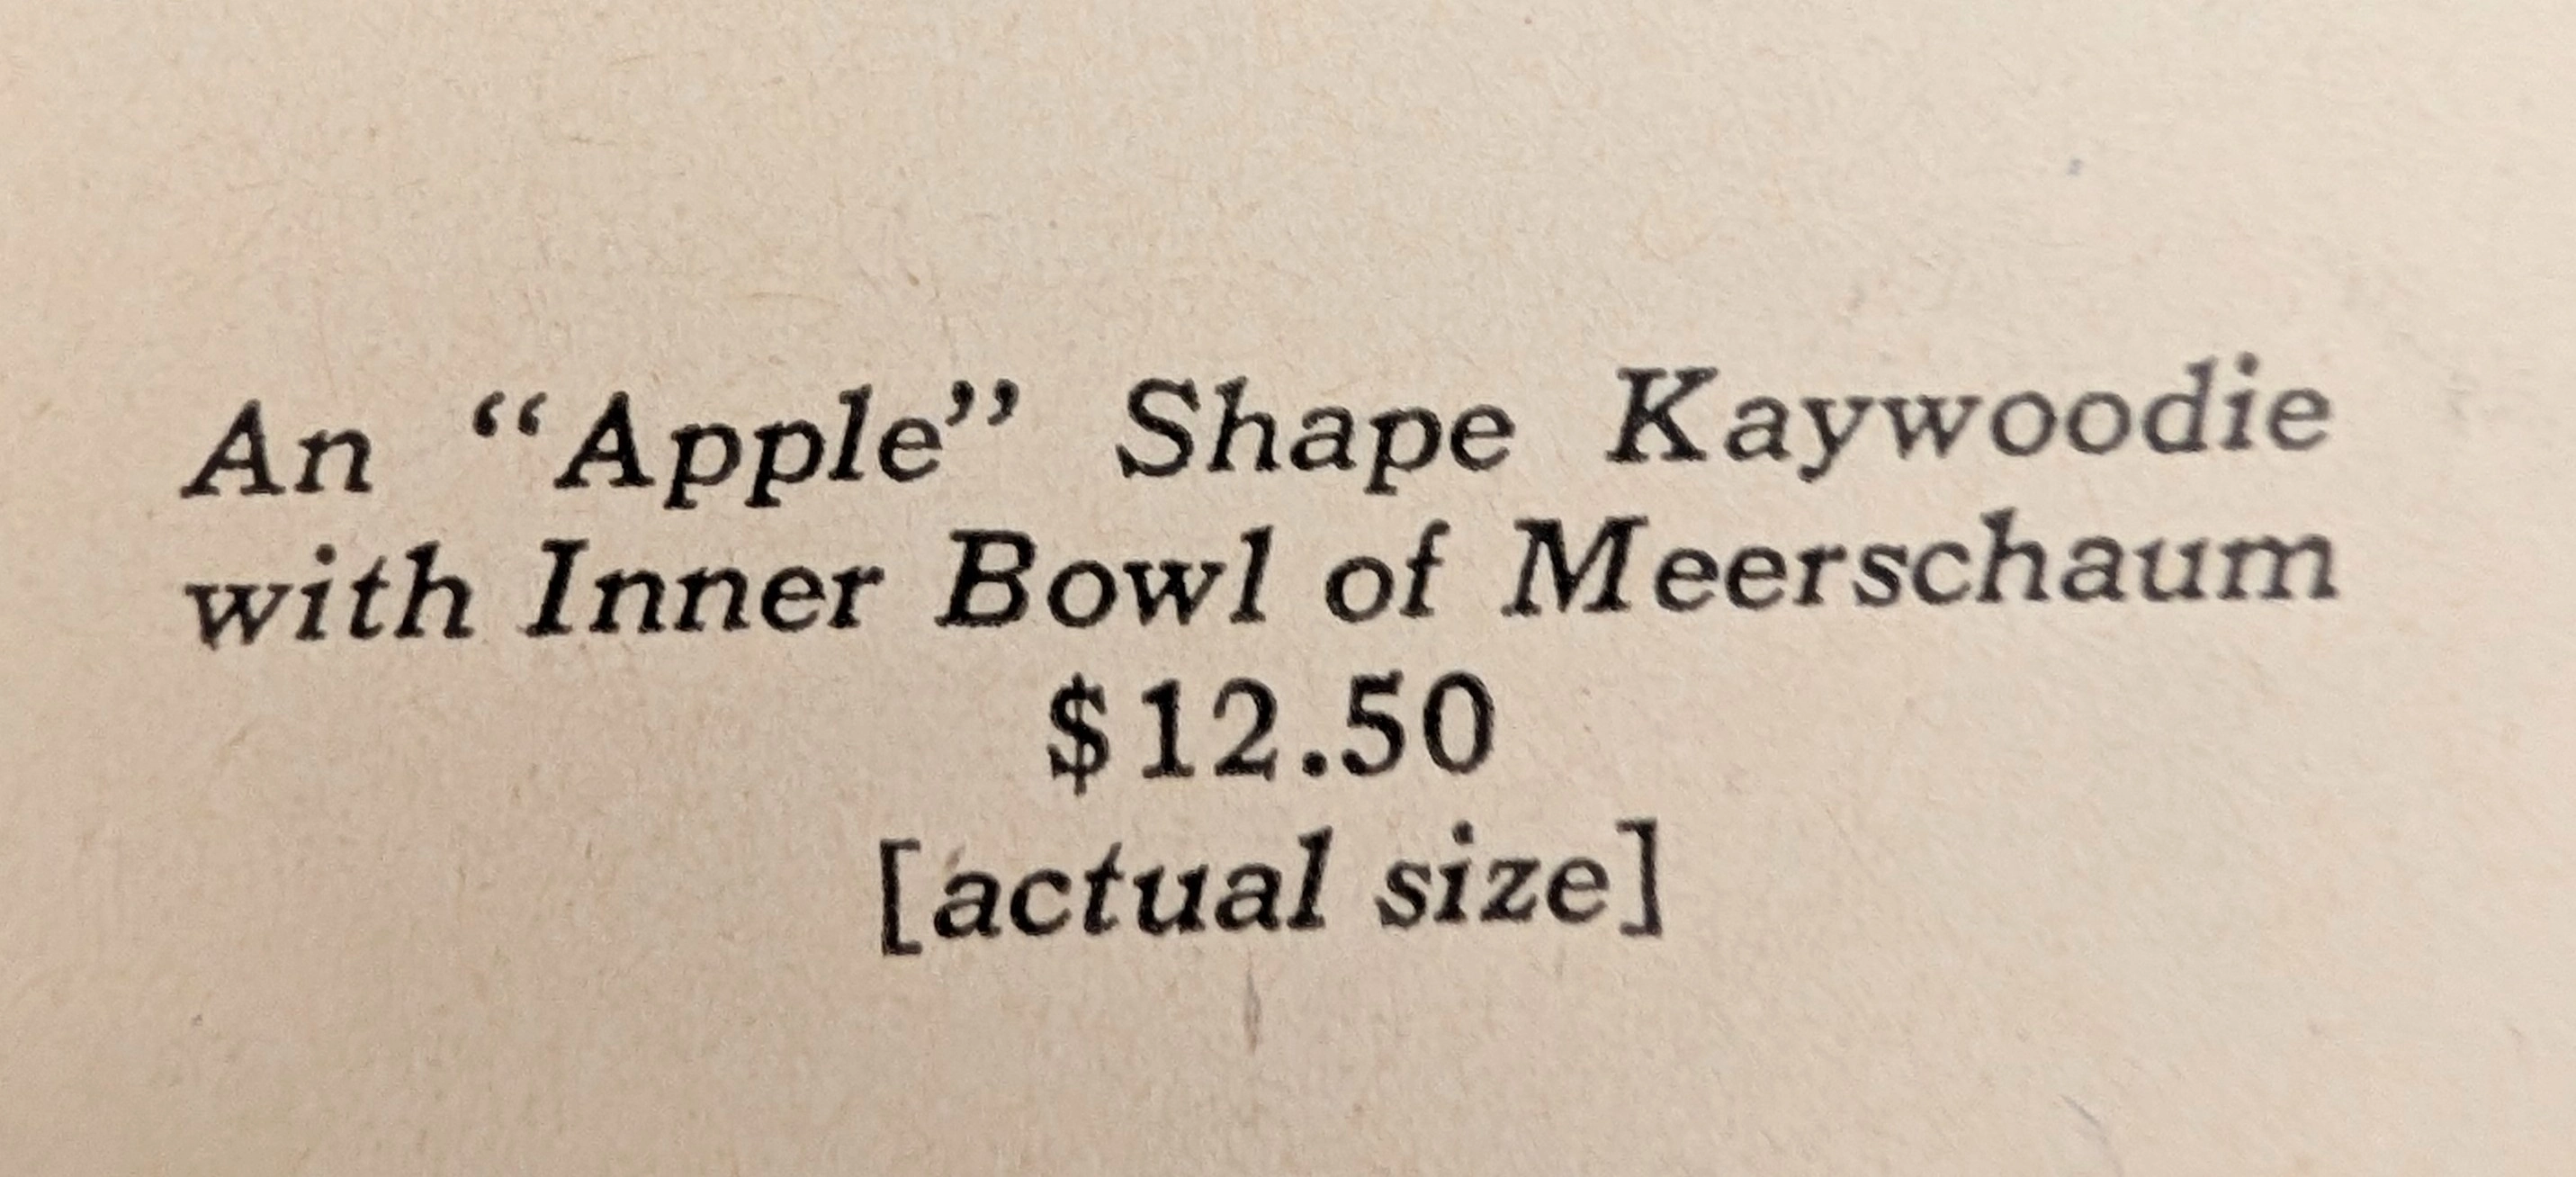 An “Apple” Shape Kaywoodie
with Inner Bowl of Meerschaum
$12.50
[actual size]